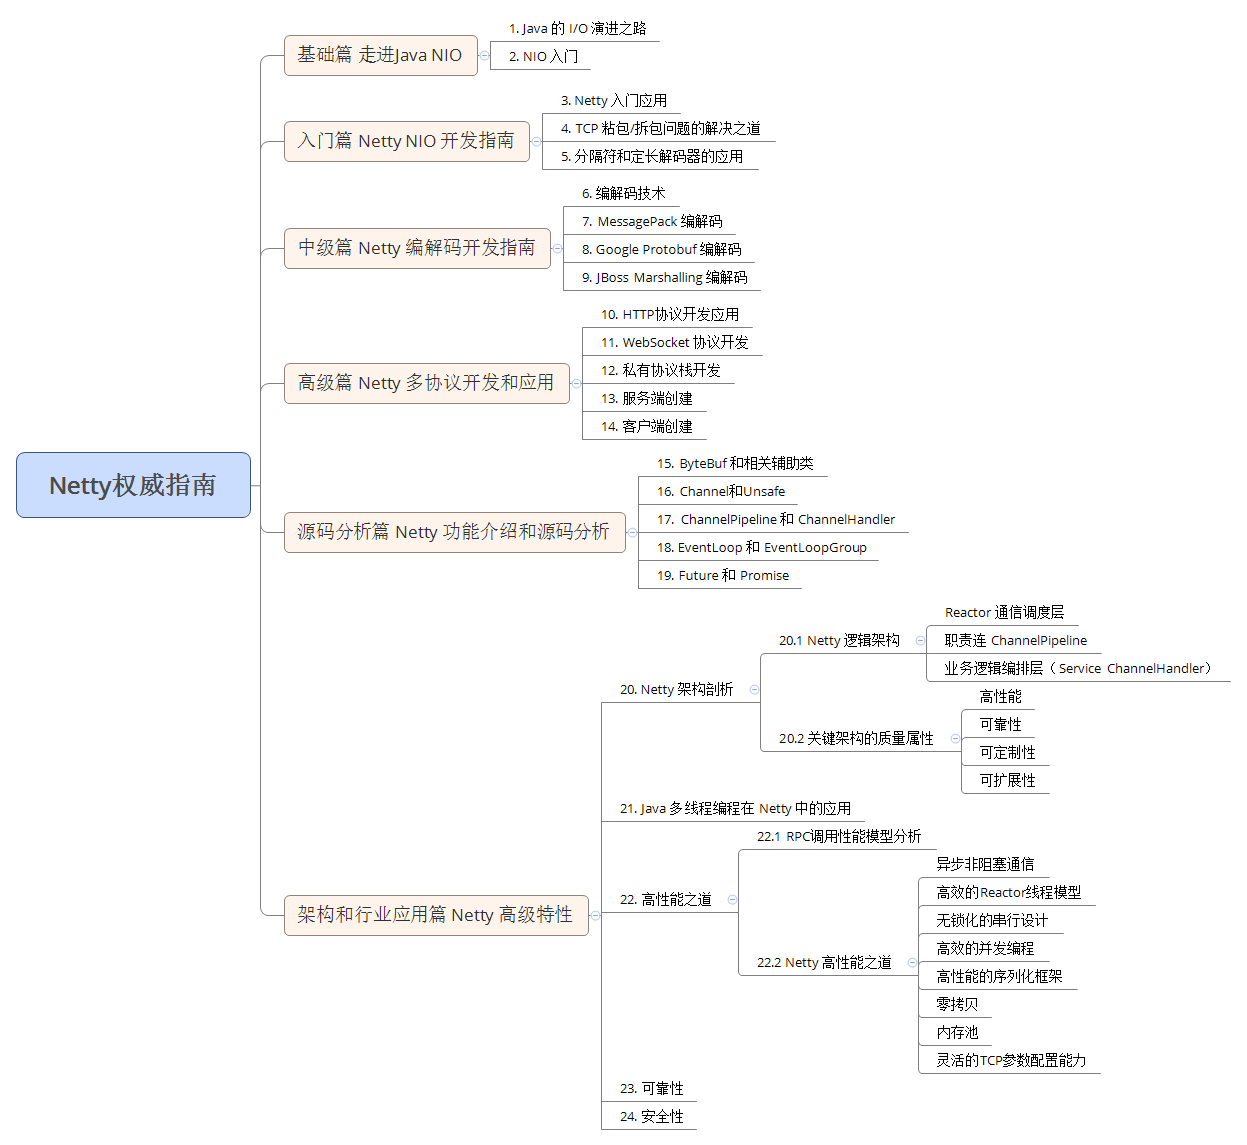 Netty权威指南
基础篇 走进Java NIO
1. Java 的 I/O 演进之路
2. NIO 入门
入门篇 Netty NIO 开发指南
3. Netty 入门应用
4. TCP 粘包/拆包问题的解决之道
5. 分隔符和定长解码器的应用
中级篇 Netty 编解码开发指南
6. 编解码技术
7. MessagePack 编解码
8. Google Protobuf 编解码
9. JBoss Marshalling 编解码
高级篇 Netty 多协议开发和应用
10. HTTP协议开发应用
11. WebSocket 协议开发
12. 私有协议栈开发
13. 服务端创建
14. 客户端创建
源码分析篇 Netty 功能介绍和源码分析
15. ByteBuf 和相关辅助类
16. Channel和Unsafe
17. ChannelPipeline 和 ChannelHandler
18. EventLoop 和 EventLoopGroup
19. Future 和 Promise
架构和行业应用篇 Netty 高级特性
20. Netty 架构剖析
20.1 Netty 逻辑架构
Reactor 通信调度层
职责连 ChannelPipeline
业务逻辑编排层（Service ChannelHandler）
20.2 关键架构的质量属性
高性能
可靠性
可定制性
可扩展性
21. Java 多线程编程在 Netty 中的应用
22. 高性能之道
22.1 RPC调用性能模型分析
22.2 Netty 高性能之道
异步非阻塞通信
高效的Reactor线程模型
无锁化的串行设计
高效的并发编程
高性能的序列化框架
零拷贝
内存池
灵活的TCP参数配置能力
23. 可靠性
24. 安全性